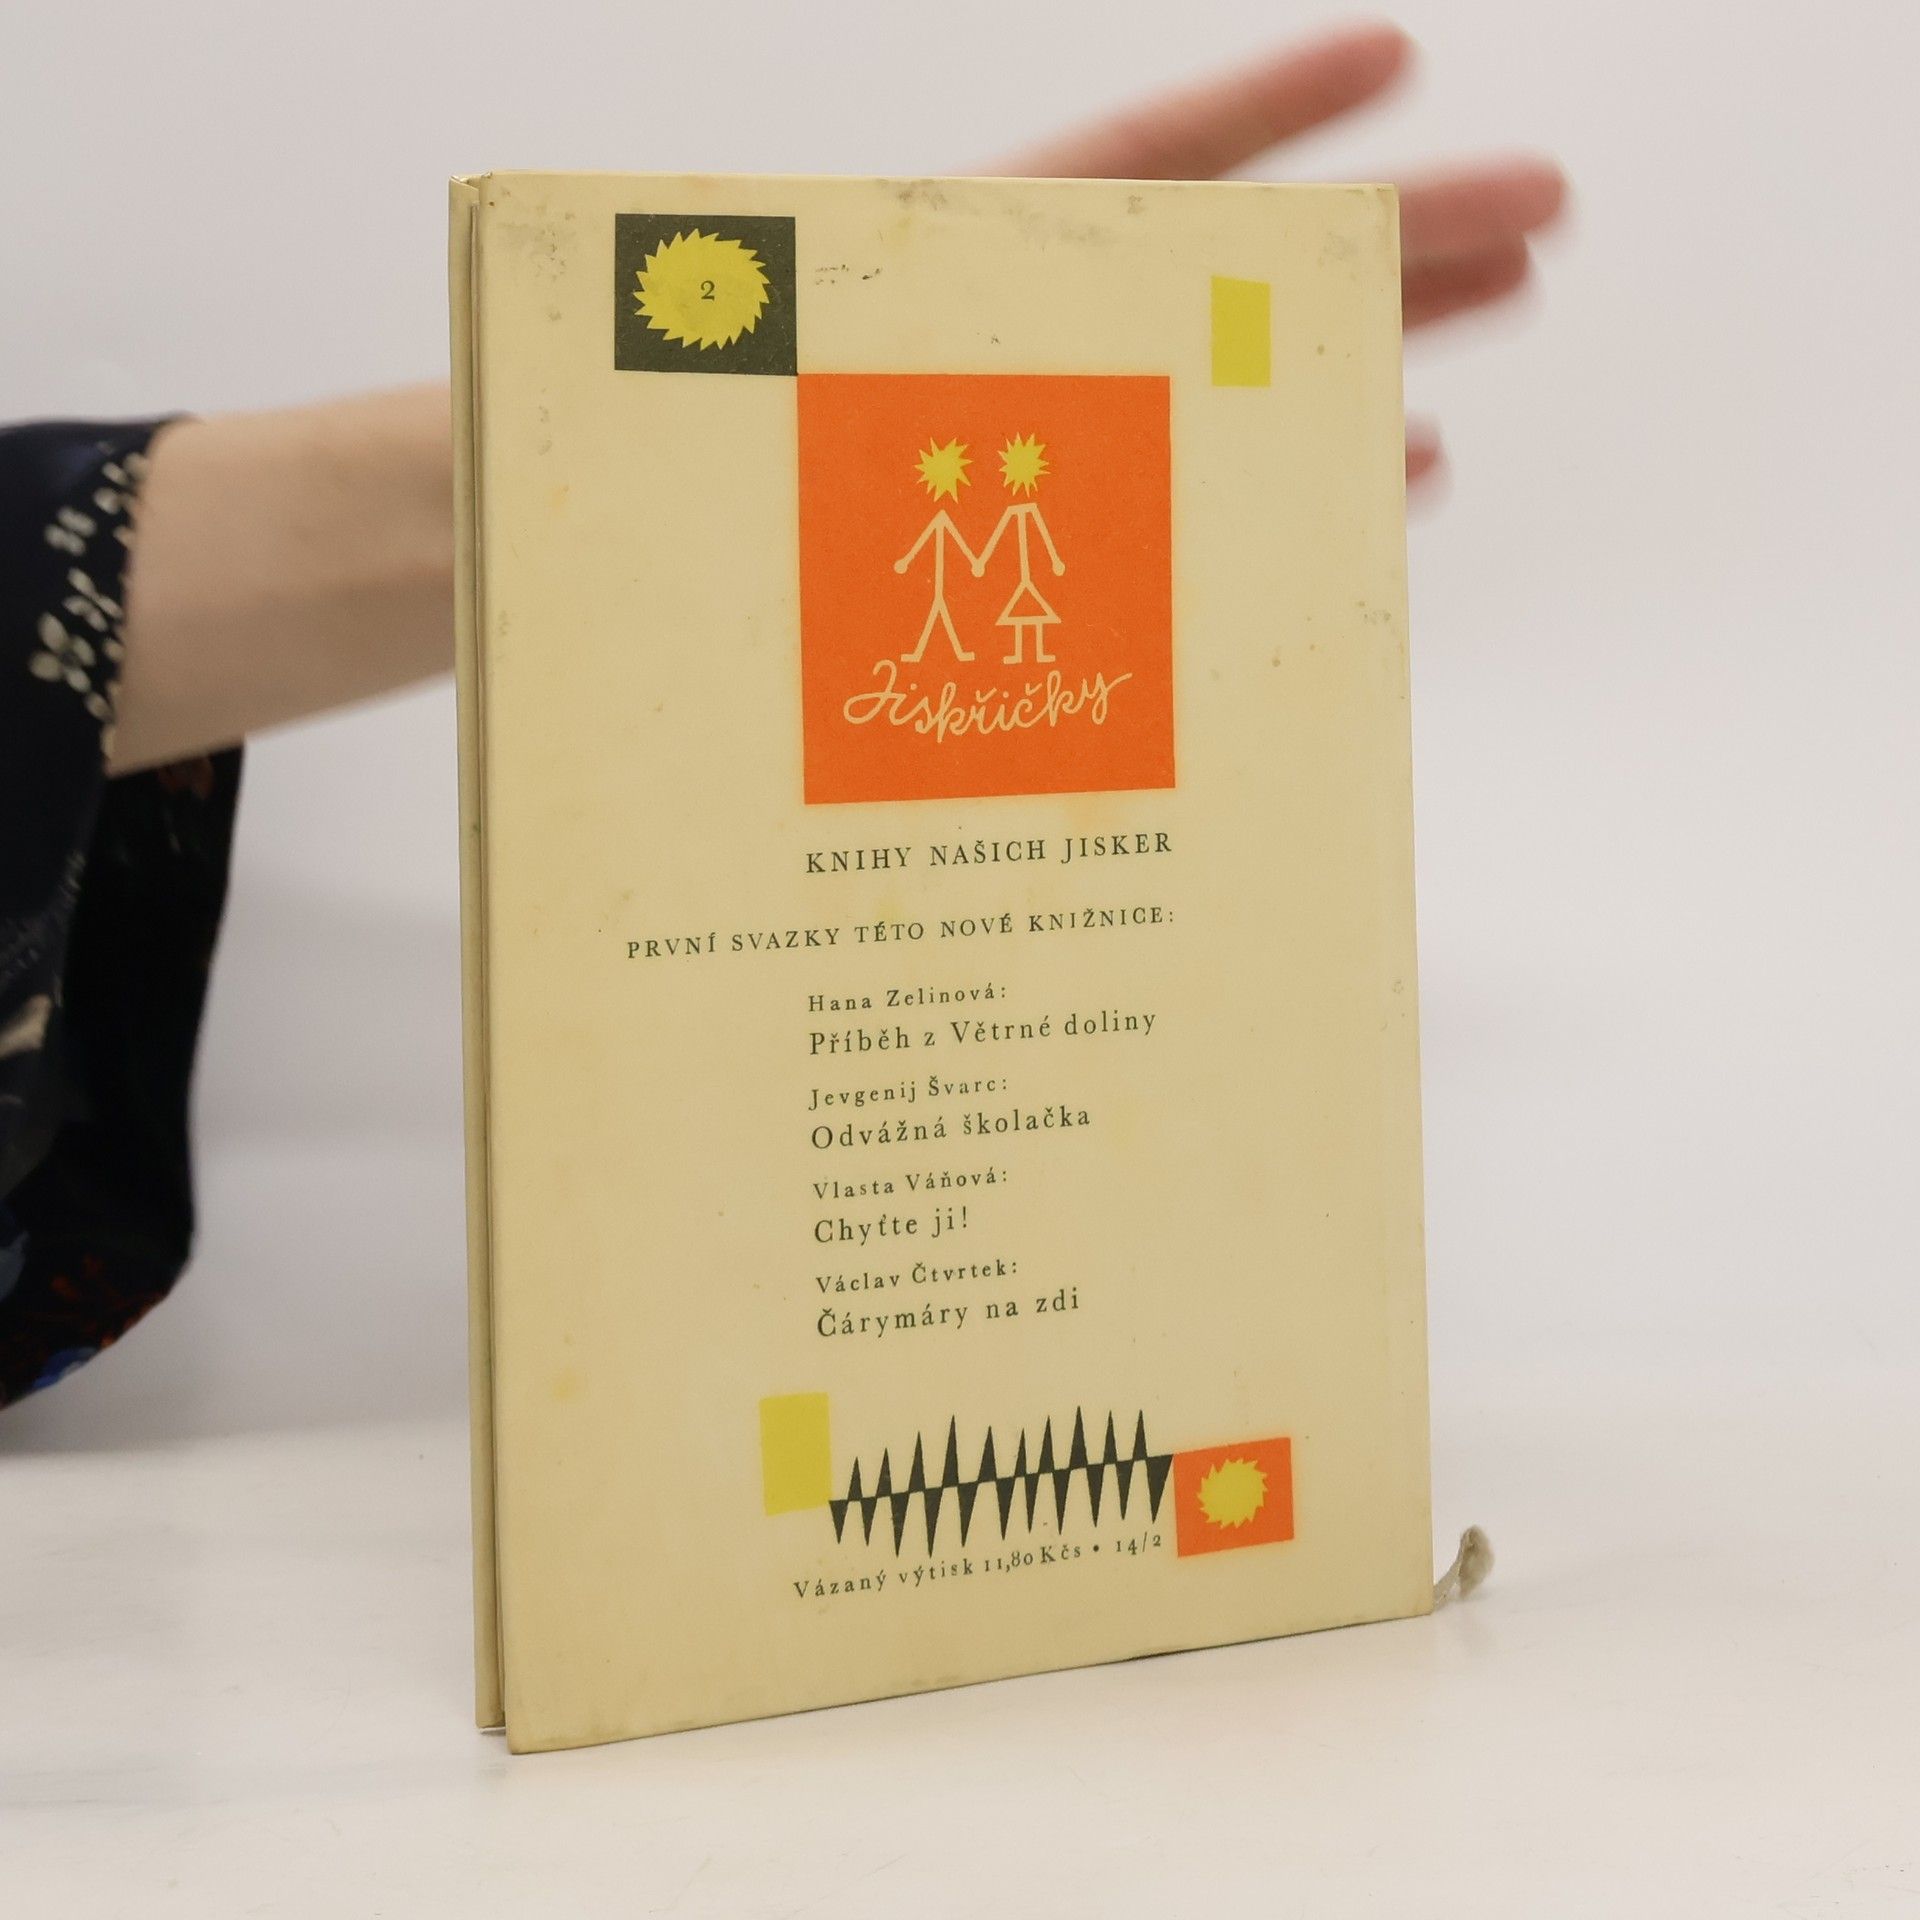 2
Jiskřičky
KNIHY NAŠICH JISKER
PRVNÍ SVAZKY TÉTO NOVÉ KNIŽNICE:
Hana Zelinová:
Příběh z Větrné doliny
Jevgenij Švarc:
Odvážná školačka
Vlasta Váňová:
Chyťte ji!
Václav Čtvrtek:
Čárymáry na zdi
Vázaný výtisk 11,80 Kčs • 14/2